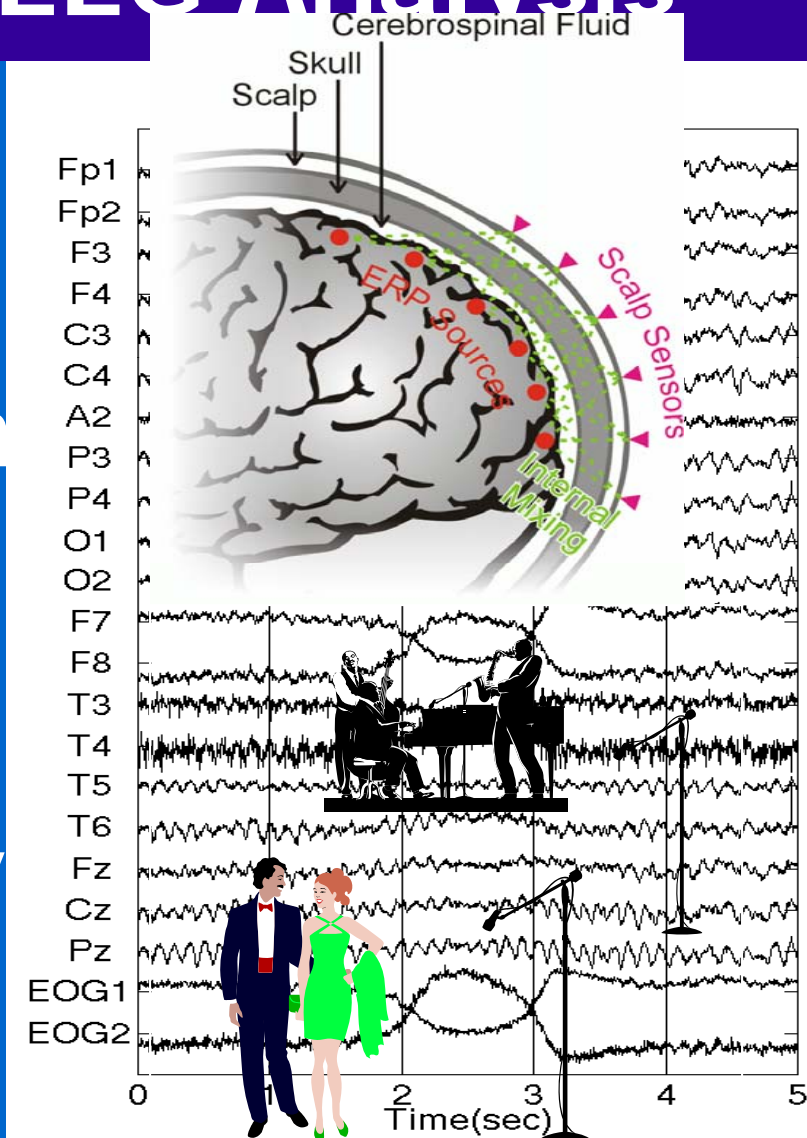 EEG Analysis
Cerebrospinal Fluid
Skull
Scalp
Fp1
Fp2
F3
F4
C3
C4
A2
P3
P4
O1
O2
F7
F8
T3
T4
T5
T6
Fz
Cz
Pz
EOG1
EOG2
ERP Sources
Scalp Sensors
Internal
Mixing
0 1 2 3 4 5
Time(sec)